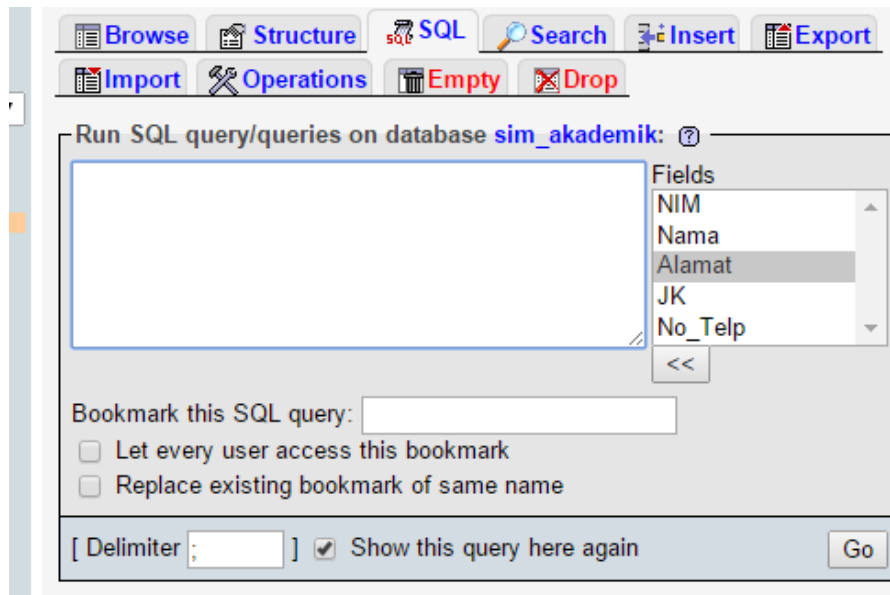 Browse Structure SQL Search Insert Export
Import Operations Empty Drop
Run SQL query/queries on database sim_akademik:
Fields
NIM
Nama
Alamat
JK
No_Telp
<<
Bookmark this SQL query:
Let every user access this bookmark
Replace existing bookmark of same name
[ Delimiter ; ] Show this query here again Go